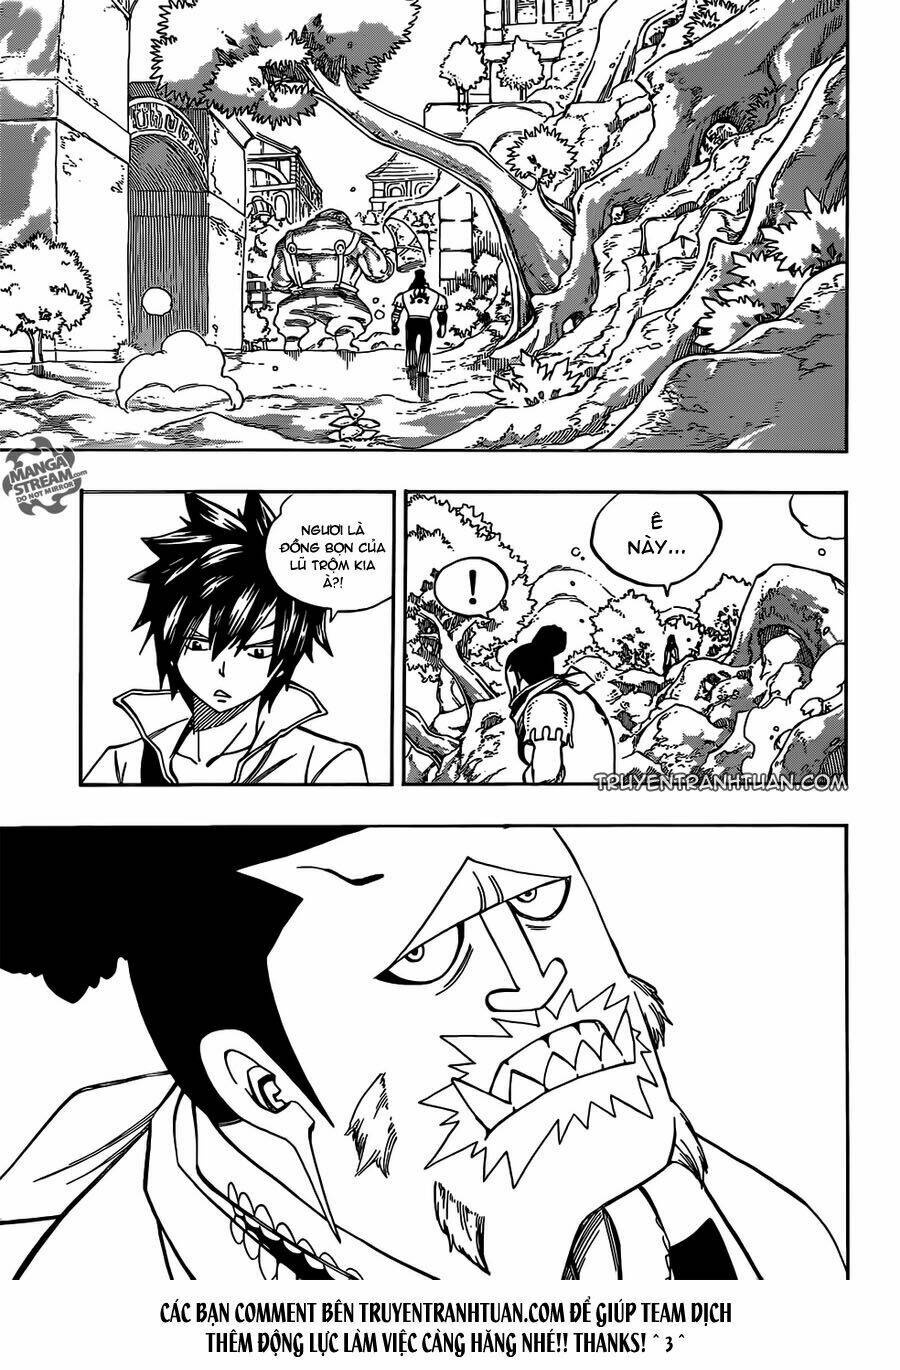 MANGA
STREAM.com
DO NOT MIRROR
Ê
NÀY...
!
NGƯƠI LÀ
ĐỒNG BỌN CỦA
LŨ TRỘM KIA
À?!
TRUYENTRANHTUAN.COM
CÁC BẠN COMMENT BÊN TRUYENTRANHTUAN.COM ĐỂ GIÚP TEAM DỊCH
THÊM ĐỘNG LỰC LÀM VIỆC CÀNG HĂNG NHÉ!! THANKS! ^3^